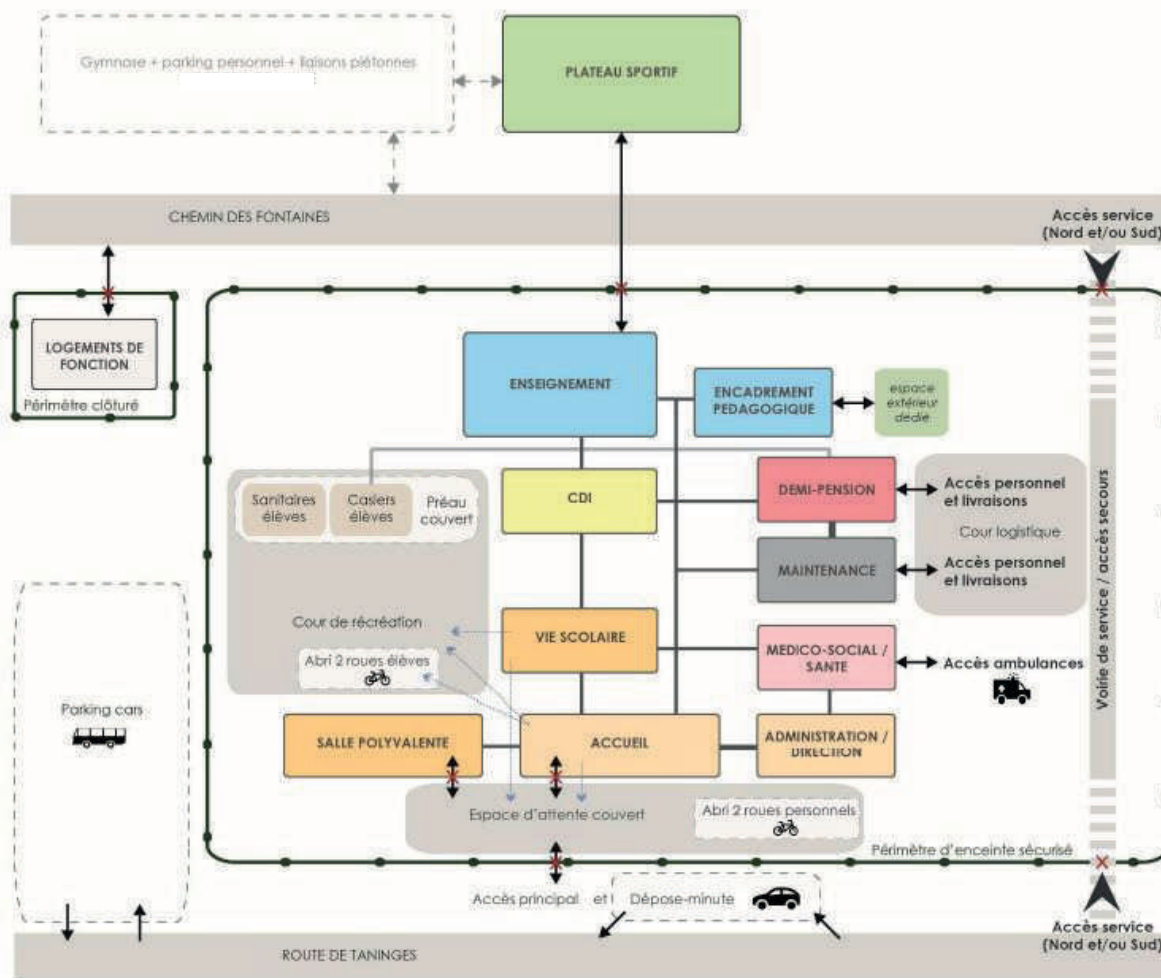 Gymnase + parking personnel + liaisons piétonnes
PLATEAU SPORTIF
CHEMIN DES FONTAINES
Accès service
(Nord et/ou Sud)
LOGEMENTS DE
FONCTION
Périmètre clôturé
ENSEIGNEMENT
ENCADREMENT
PEDAGOGIQUE
espace
extérieur
dédié
Sanitaires
élèves
Casiers
élèves
Préau
couvert
CDI
DEMI-PENSION
Accès personnel
et livraisons
Cour logistique
MAINTENANCE
Accès personnel
et livraisons
Voirie de service / accès secours
Cour de récréation
Abri 2 roues élèves
VIE SCOLAIRE
MEDICO-SOCIAL /
SANTE
Accès ambulances
Parking cars
SALLE POLYVALENTE
ACCUEIL
ADMINISTRATION /
DIRECTION
Espace d'attente couvert
Abri 2 roues personnels
Périmètre d'enceinte sécurisé
Accès principal et Dépose-minute
Accès service
(Nord et/ou Sud)
ROUTE DE TANINGES